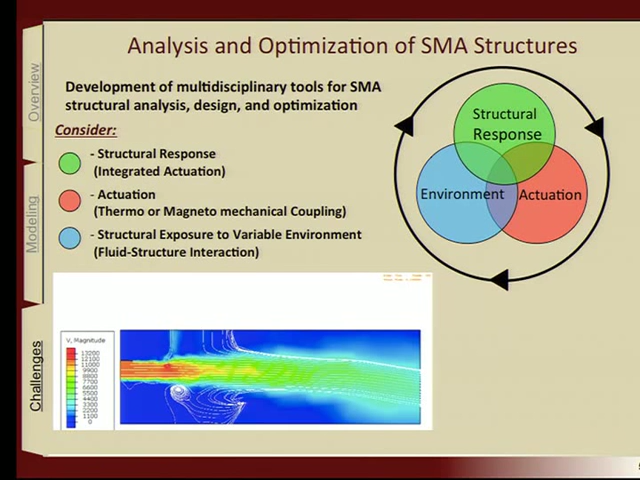 Analysis and Optimization of SMA Structures
Overview
Modeling
Challenges
Development of multidisciplinary tools for SMA
structural analysis, design, and optimization
Consider:
- Structural Response
(Integrated Actuation)
- Actuation
(Thermo or Magneto mechanical Coupling)
- Structural Exposure to Variable Environment
(Fluid-Structure Interaction)
Structural
Response
Environment
Actuation
V, Magnitude
13200
12100
11000
9900
8800
7700
6600
5500
4400
3300
2200
1100
0